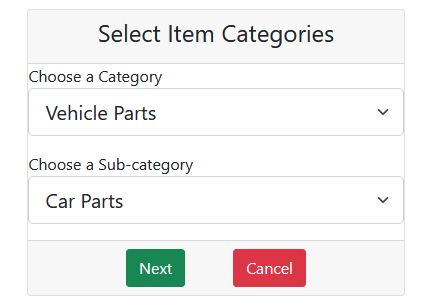 Select Item Categories
Choose a Category
Vehicle Parts
Choose a Sub-category
Car Parts
Next Cancel